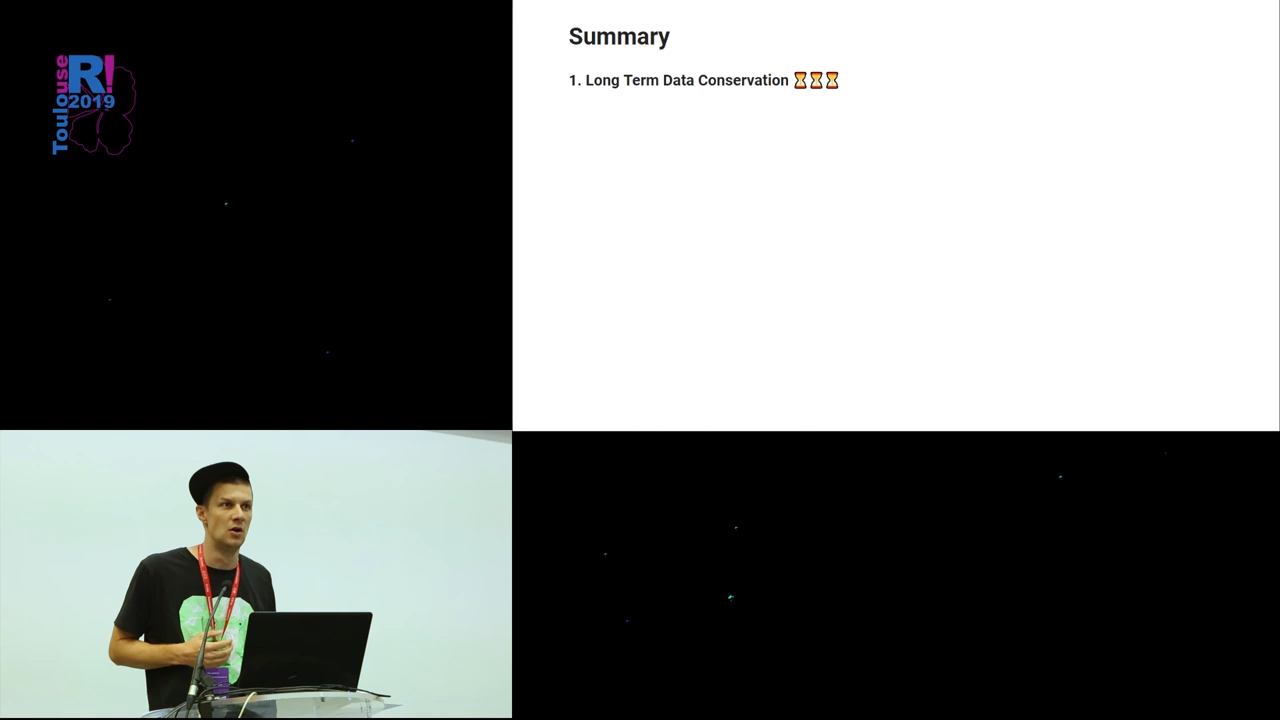 Toulouse
R!
2019
Summary
1. Long Term Data Conservation ⌛⌛⌛